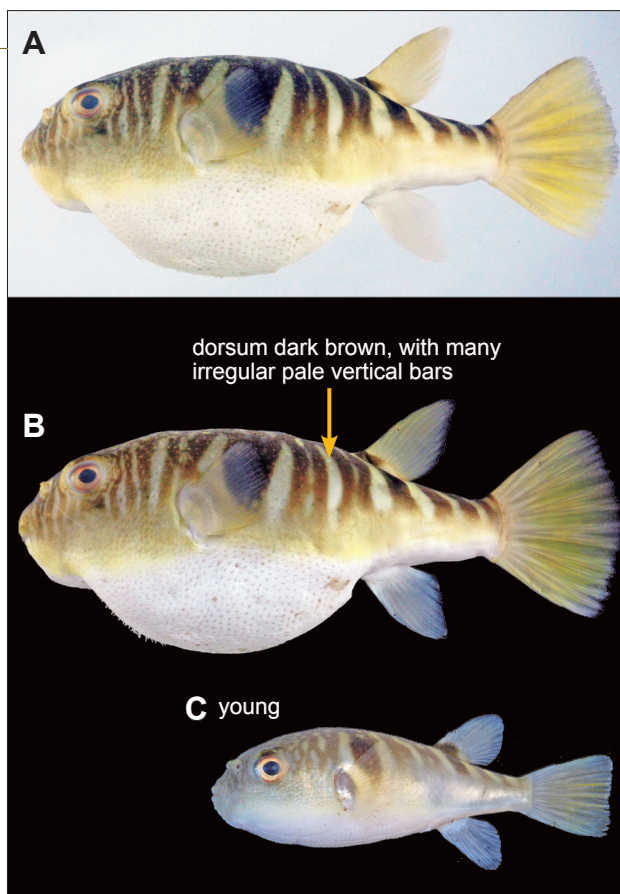 A
dorsum dark brown, with many
irregular pale vertical bars
B
C young